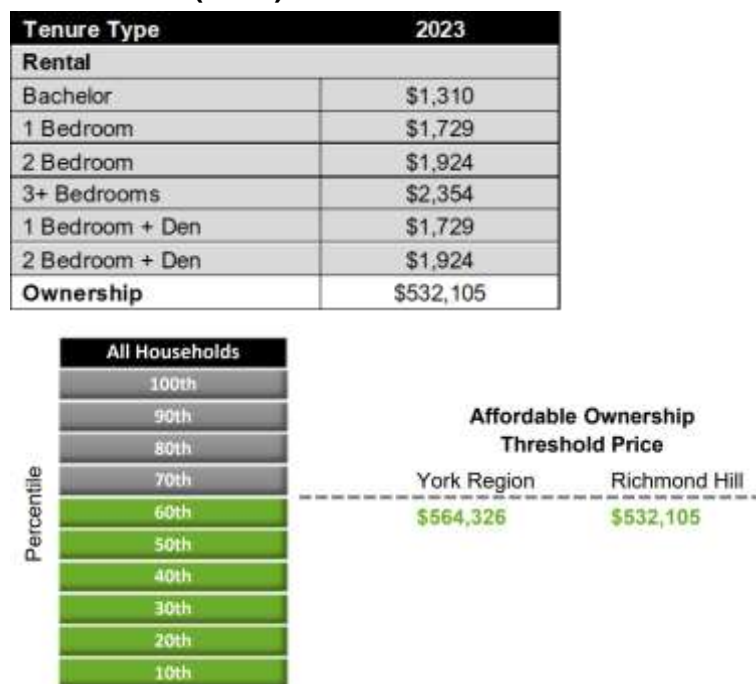 Tenure Type 2023
Rental
Bachelor $1,310
1 Bedroom $1,729
2 Bedroom $1,924
3+ Bedrooms $2,354
1 Bedroom + Den $1,729
2 Bedroom + Den $1,924
Ownership $532,105
All Households
100th
90th
80th
70th
60th
50th
40th
30th
20th
10th
Percentile
Affordable Ownership
Threshold Price
York Region Richmond Hill
$564,326 $532,105